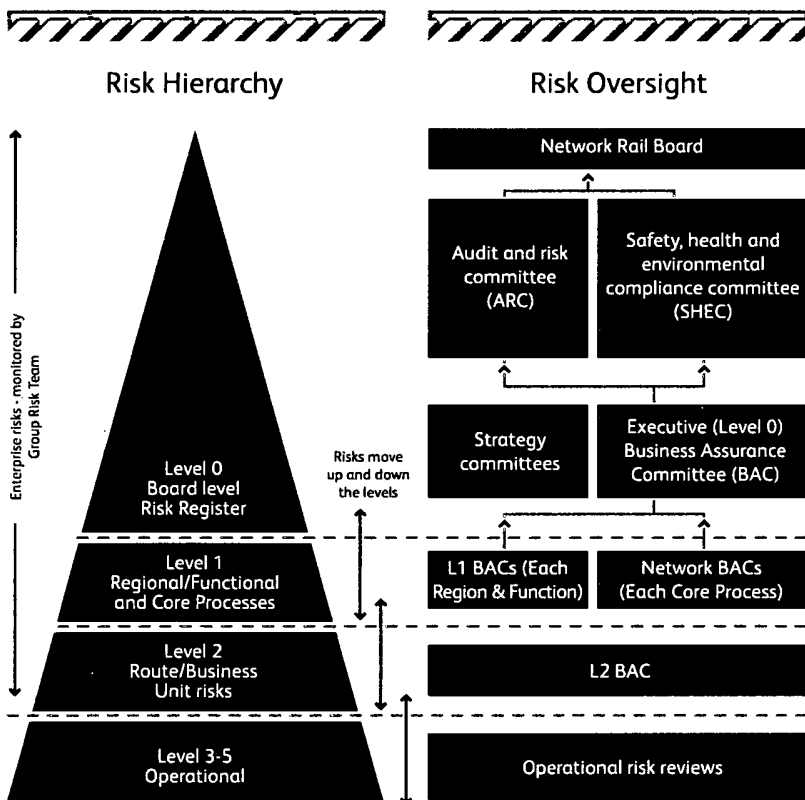 Risk Hierarchy
Enterprise risks - monitored by
Group Risk Team
Level 0
Board level
Risk Register
Level 1
Regional/Functional
and Core Processes
Level 2
Route/Business
Unit risks
Level 3-5
Operational
Risks move
up and down
the levels
Risk Oversight
Network Rail Board
Audit and risk
committee
(ARC)
Safety, health and
environmental
compliance committee
(SHEC)
Strategy
committees
Executive (Level 0)
Business Assurance
Committee (BAC)
L1 BACs (Each
Region & Function)
Network BACs
(Each Core Process)
L2 BAC
Operational risk reviews